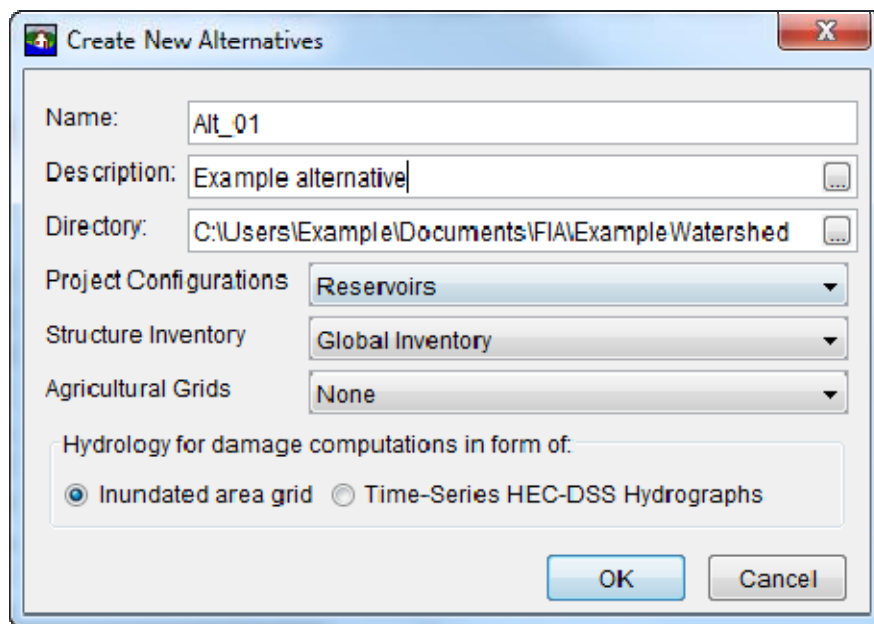 Create New Alternatives
Name: Alt_01
Description: Example alternative ...
Directory: C:\Users\Example\Documents\FIA\ExampleWatershed ...
Project Configurations Reservoirs
Structure Inventory Global Inventory
Agricultural Grids None
Hydrology for damage computations in form of:
Inundated area grid Time-Series HEC-DSS Hydrographs
OK Cancel